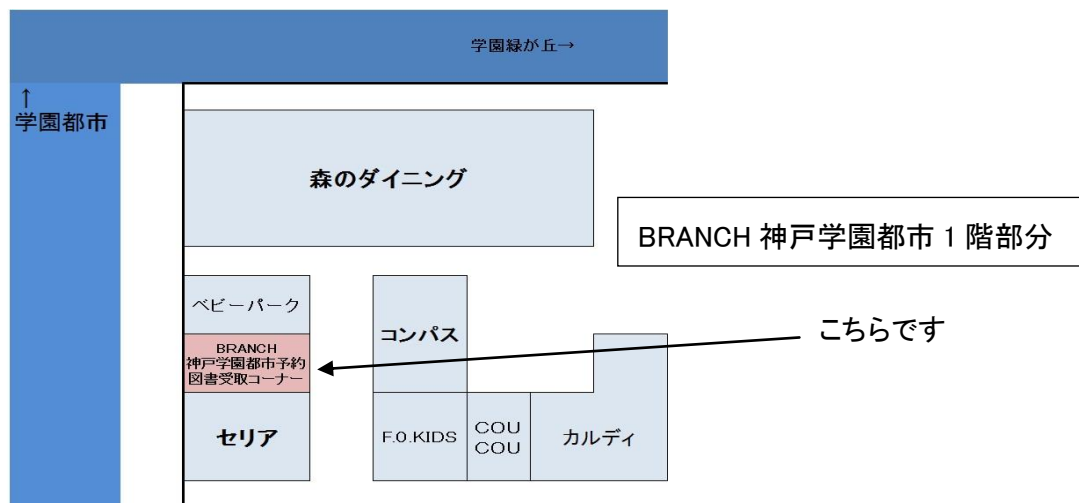 学園緑が丘→
↑
学園都市
森のダイニング
BRANCH 神戸学園都市 1 階部分
ベビーパーク
コンパス
こちらです
BRANCH
神戸学園都市予約
図書受取コーナー
セリア
F.O.KIDS
COU
COU
カルディ